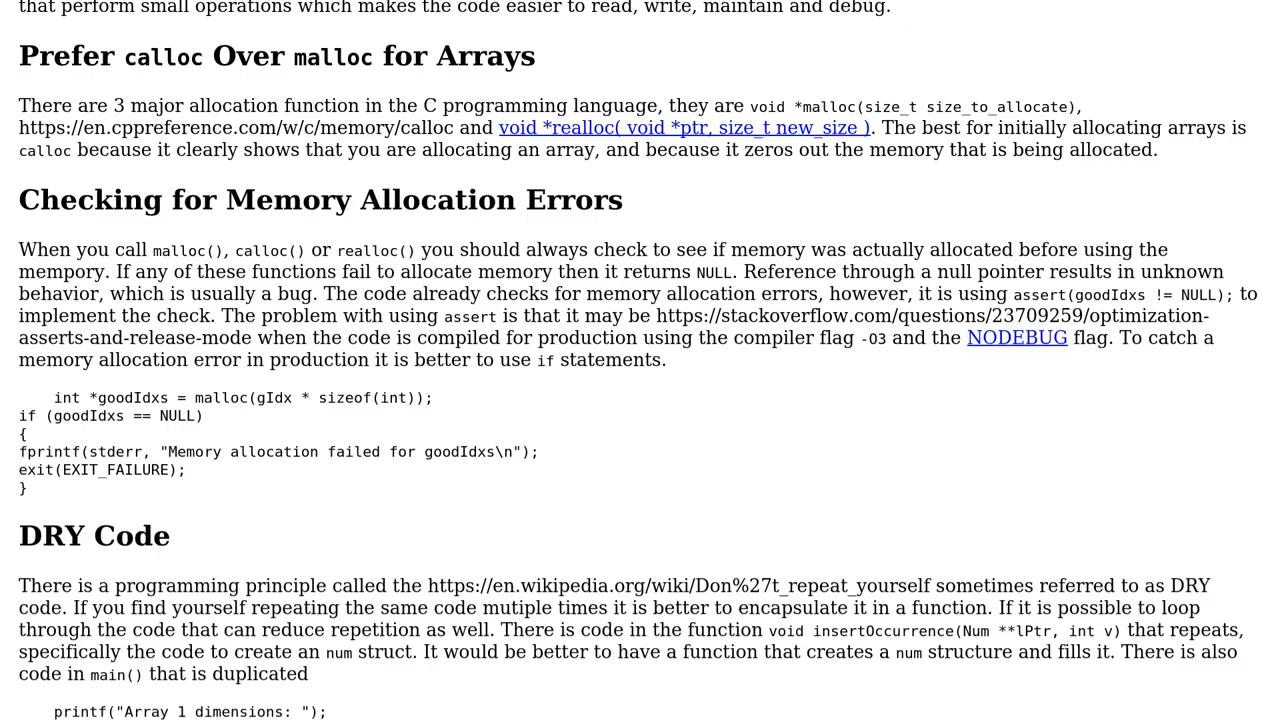 that perform small operations which makes the code easier to read, write, maintain and debug.
Prefer calloc Over malloc for Arrays
There are 3 major allocation function in the C programming language, they are void *malloc(size_t size_to_allocate),
https://en.cppreference.com/w/c/memory/calloc and void *realloc( void *ptr, size_t new_size ). The best for initially allocating arrays is
calloc because it clearly shows that you are allocating an array, and because it zeros out the memory that is being allocated.
Checking for Memory Allocation Errors
When you call malloc(), calloc() or realloc() you should always check to see if memory was actually allocated before using the
mempory. If any of these functions fail to allocate memory then it returns NULL. Reference through a null pointer results in unknown
behavior, which is usually a bug. The code already checks for memory allocation errors, however, it is using assert(goodIdxs != NULL); to
implement the check. The problem with using assert is that it may be https://stackoverflow.com/questions/23709259/optimization-
asserts-and-release-mode when the code is compiled for production using the compiler flag -O3 and the NODEBUG flag. To catch a
memory allocation error in production it is better to use if statements.
int *goodIdxs = malloc(gIdx * sizeof(int));
if (goodIdxs == NULL)
{
fprintf(stderr, "Memory allocation failed for goodIdxs\n");
exit(EXIT_FAILURE);
}
DRY Code
There is a programming principle called the https://en.wikipedia.org/wiki/Don%27t_repeat_yourself sometimes referred to as DRY
code. If you find yourself repeating the same code mutiple times it is better to encapsulate it in a function. If it is possible to loop
through the code that can reduce repetition as well. There is code in the function void insertOccurrence(Num **lPtr, int v) that repeats,
specifically the code to create an num struct. It would be better to have a function that creates a num structure and fills it. There is also
code in main() that is duplicated
printf("Array 1 dimensions: ");